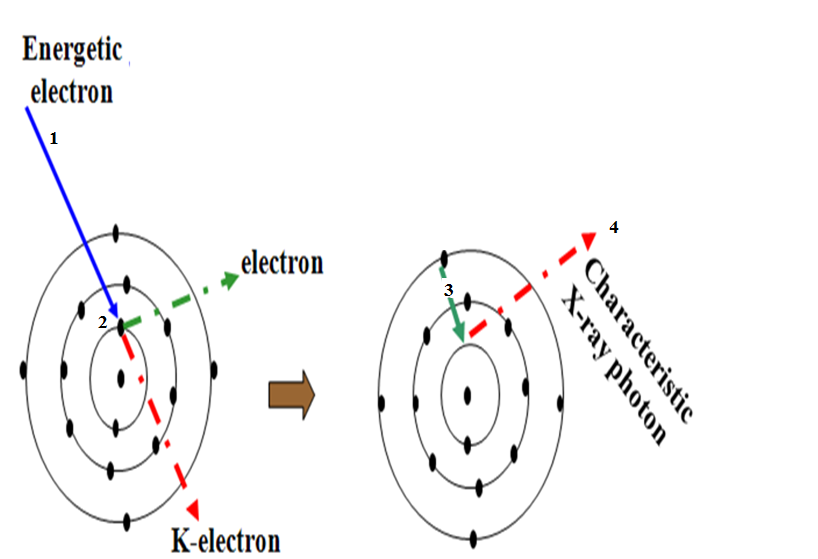 Energetic
electron
1
2
electron
K-electron
3
4
Characteristic
X-ray photon